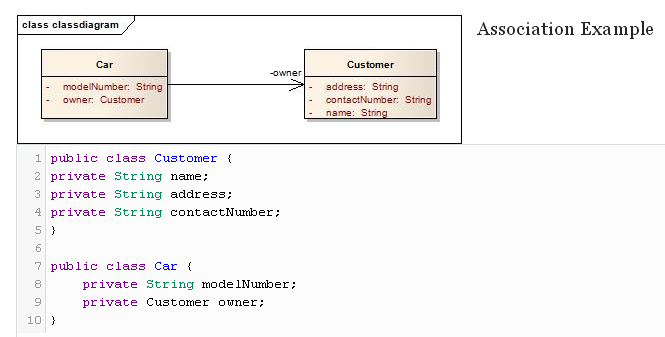 class classdiagram
Association Example
Car
- modelNumber: String
- owner: Customer
-owner
Customer
- address: String
- contactNumber: String
- name: String
1 public class Customer {
2 private String name;
3 private String address;
4 private String contactNumber;
5 }
6
7 public class Car {
8     private String modelNumber;
9     private Customer owner;
10 }